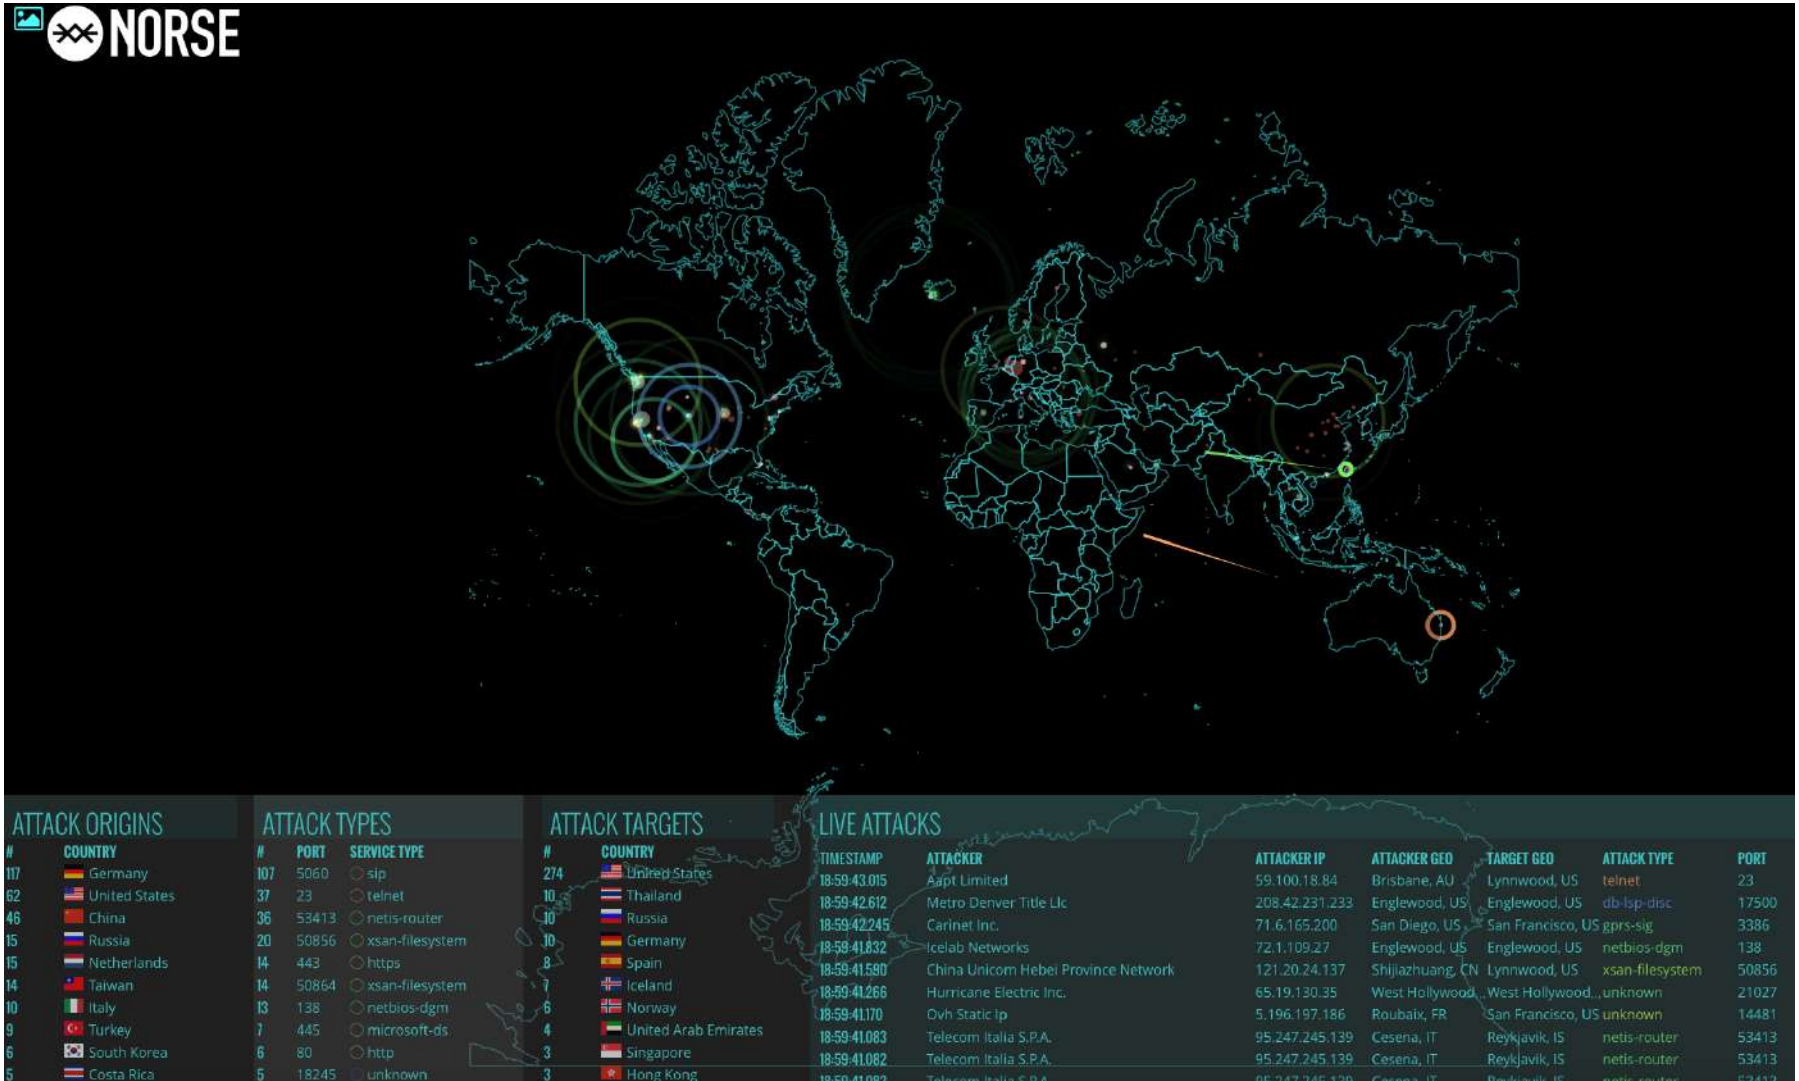 NORSE
ATTACK ORIGINS
# COUNTRY
117 Germany
62 United States
46 China
15 Russia
15 Netherlands
14 Taiwan
10 Italy
9 Turkey
6 South Korea
5 Costa Rica
ATTACK TYPES
# PORT SERVICE TYPE
107 5060 sip
37 23 telnet
36 53413 netis-router
20 50856 xsan-filesystem
14 443 https
14 50864 xsan-filesystem
13 138 netbios-dgm
7 445 microsoft-ds
6 80 http
5 18245 unknown
ATTACK TARGETS
# COUNTRY
274 United States
10 Thailand
10 Russia
10 Germany
8 Spain
7 Iceland
6 Norway
4 United Arab Emirates
3 Singapore
3 Hong Kong
LIVE ATTACKS
TIMESTAMP ATTACKER ATTACKER IP ATTACKER GEO TARGET GEO ATTACK TYPE PORT
18:59:43.015 Aapt Limited 59.100.18.84 Brisbane, AU Lynnwood, US telnet 23
18:59:42.612 Metro Denver Title Llc 208.42.231.233 Englewood, US Englewood, US db-lsp-disc 17500
18:59:42.245 Carinet Inc. 71.6.165.200 San Diego, US San Francisco, US gprs-sig 3386
18:59:41.832 Icelab Networks 72.1.109.27 Englewood, US Englewood, US netbios-dgm 138
18:59:41.590 China Unicom Hebei Province Network 121.20.24.137 Shijiazhuang, CN Lynnwood, US xsan-filesystem 50856
18:59:41.266 Hurricane Electric Inc. 65.19.130.35 West Hollywood... West Hollywood... unknown 21027
18:59:41.170 Ovh Static Ip 5.196.197.186 Roubaix, FR San Francisco, US unknown 14481
18:59:41.083 Telecom Italia S.P.A. 95.247.245.139 Cesena, IT Reykjavik, IS netis-router 53413
18:59:41.082 Telecom Italia S.P.A. 95.247.245.139 Cesena, IT Reykjavik, IS netis-router 53413